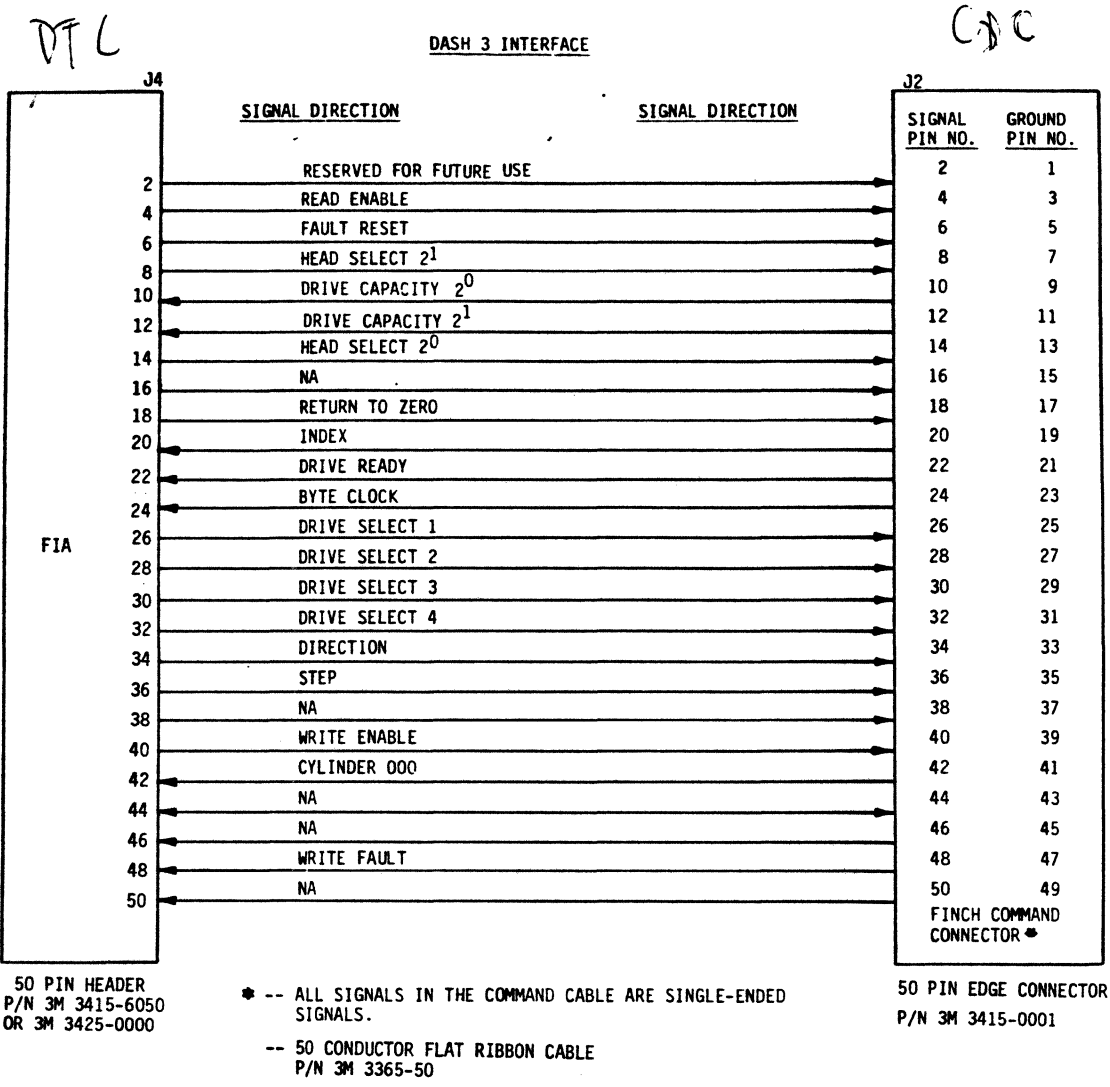 DTC CDC
DASH 3 INTERFACE
J4 J2
SIGNAL DIRECTION SIGNAL DIRECTION
SIGNAL PIN NO. GROUND PIN NO.
2 RESERVED FOR FUTURE USE 2 1
4 READ ENABLE 4 3
6 FAULT RESET 6 5
8 HEAD SELECT 2¹ 8 7
10 DRIVE CAPACITY 2⁰ 10 9
12 DRIVE CAPACITY 2¹ 12 11
14 HEAD SELECT 2⁰ 14 13
16 NA 16 15
18 RETURN TO ZERO 18 17
20 INDEX 20 19
22 DRIVE READY 22 21
24 BYTE CLOCK 24 23
26 DRIVE SELECT 1 26 25
FIA
28 DRIVE SELECT 2 28 27
30 DRIVE SELECT 3 30 29
32 DRIVE SELECT 4 32 31
34 DIRECTION 34 33
36 STEP 36 35
38 NA 38 37
40 WRITE ENABLE 40 39
42 CYLINDER 000 42 41
44 NA 44 43
46 NA 46 45
48 WRITE FAULT 48 47
50 NA 50 49
FINCH COMMAND
CONNECTOR *
50 PIN HEADER
P/N 3M 3415-6050
OR 3M 3425-0000
* -- ALL SIGNALS IN THE COMMAND CABLE ARE SINGLE-ENDED
SIGNALS.
-- 50 CONDUCTOR FLAT RIBBON CABLE
P/N 3M 3365-50
50 PIN EDGE CONNECTOR
P/N 3M 3415-0001